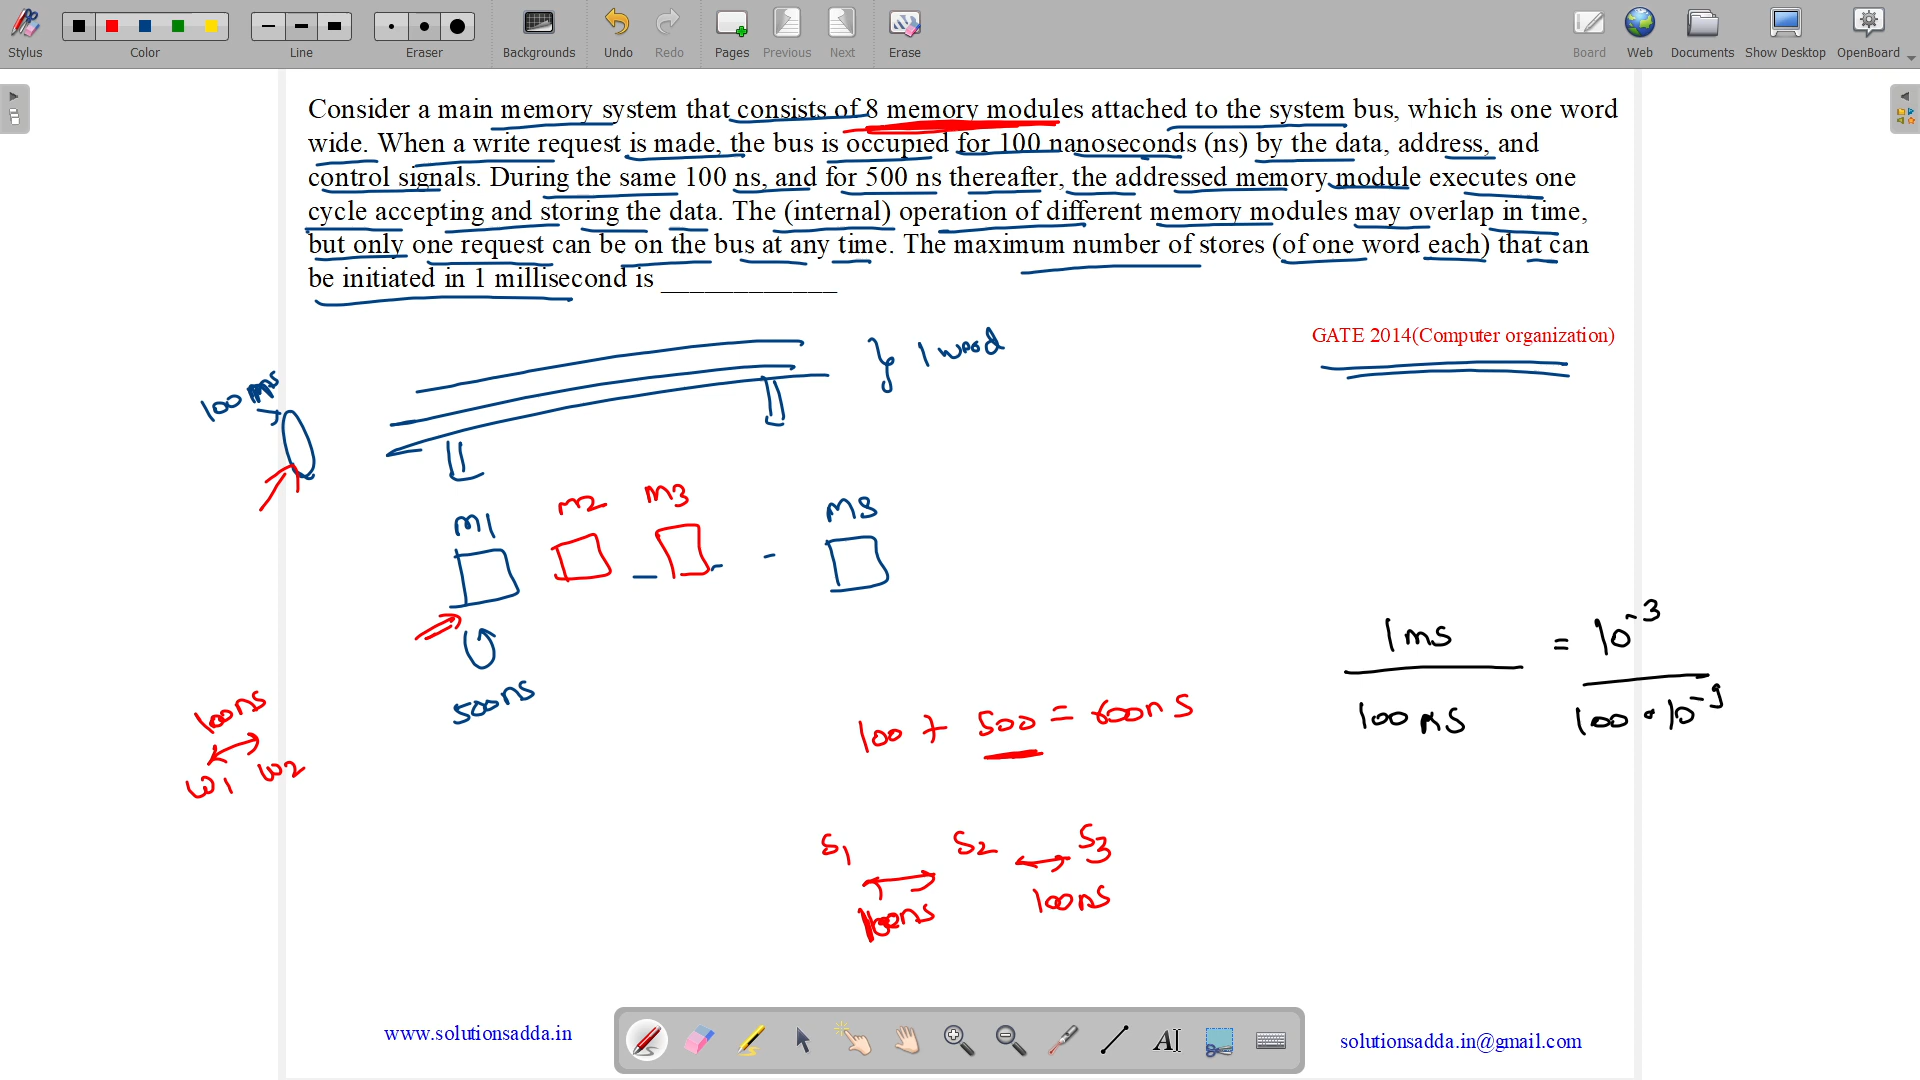 Stylus
Color
Line
Eraser
Backgrounds
Undo
Redo
Pages
Previous
Next
Erase
Board
Web
Documents
Show Desktop
OpenBoard
Consider a main memory system that consists of 8 memory modules attached to the system bus, which is one word
wide. When a write request is made, the bus is occupied for 100 nanoseconds (ns) by the data, address, and
control signals. During the same 100 ns, and for 500 ns thereafter, the addressed memory module executes one
cycle accepting and storing the data. The (internal) operation of different memory modules may overlap in time,
but only one request can be on the bus at any time. The maximum number of stores (of one word each) that can
be initiated in 1 millisecond is ____________
GATE 2014(Computer organization)
1 word
100 ns
M1
M2
M3
M8
500ns
100ns
W1 W2
100 + 500 = 600ns
1ms = 10-3
100ns 100 * 10-9
S1 S2 S3
100ns 100ns
www.solutionsadda.in
solutionsadda.in@gmail.com